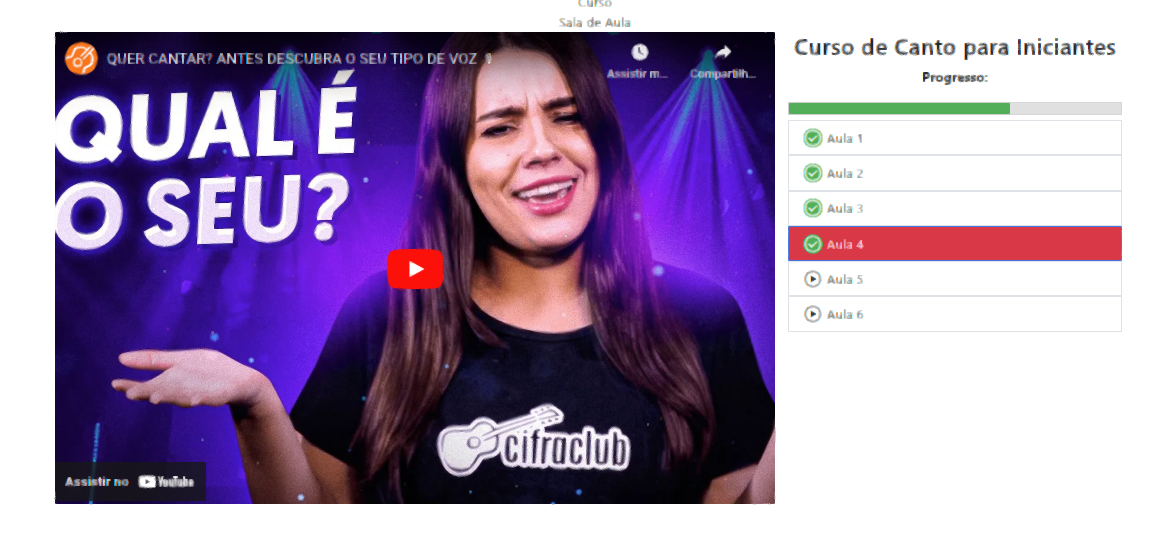 Curso
Sala de Aula
QUER CANTAR? ANTES DESCUBRA O SEU TIPO DE VOZ
Assistir m...
Compartilh...
QUAL É
O SEU?
cifraclub
Assistir no YouTube
Curso de Canto para Iniciantes
Progresso:
Aula 1
Aula 2
Aula 3
Aula 4
Aula 5
Aula 6